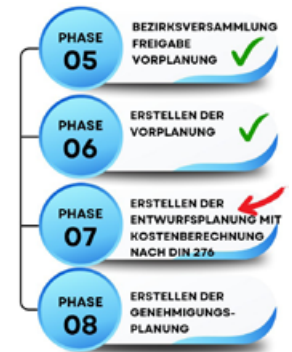 PHASE
05
BEZIRKSVERSAMMLUNG
FREIGABE
VORPLANUNG
PHASE
06
ERSTELLEN DER
VORPLANUNG
PHASE
07
ERSTELLEN DER
ENTWURFSPLANUNG MIT
KOSTENBERECHNUNG
NACH DIN 276
PHASE
08
ERSTELLEN DER
GENEHMIGUNGS-
PLANUNG